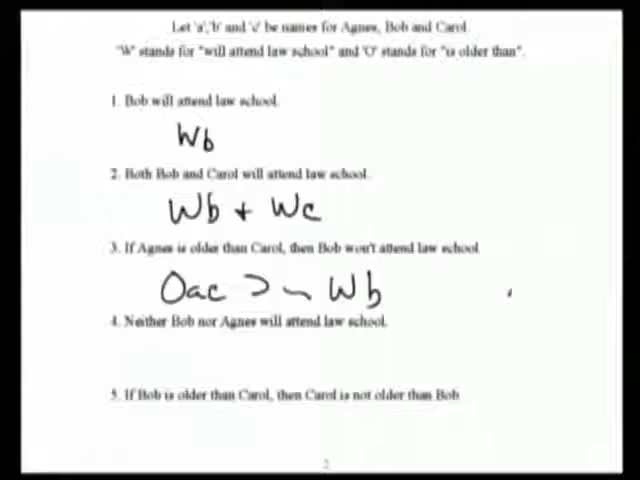 Let 'a','b' and 'c' be names for Agnes, Bob and Carol.
"W" stands for "will attend law school" and 'O' stands for "is older than".
1. Bob will attend law school.
Wb
2. Both Bob and Carol will attend law school.
Wb + Wc
3. If Agnes is older than Carol, then Bob won't attend law school
Oac ⊃ ~ Wb
4. Neither Bob nor Agnes will attend law school.
5. If Bob is older than Carol, then Carol is not older than Bob
2